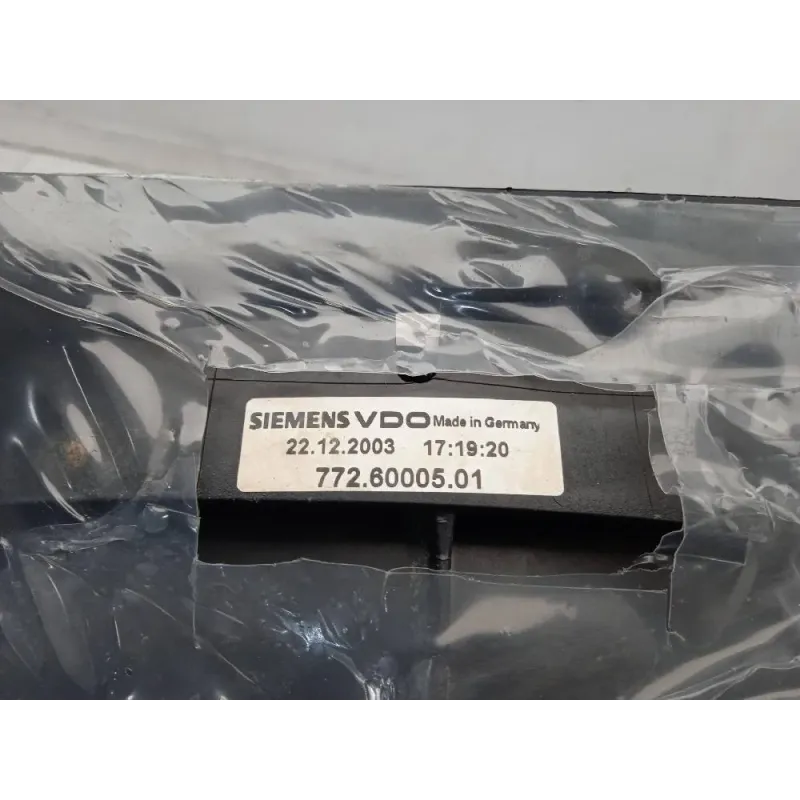 SIEMENS VDO Made in Germany
22.12.2003 17:19:20
772.60005.01